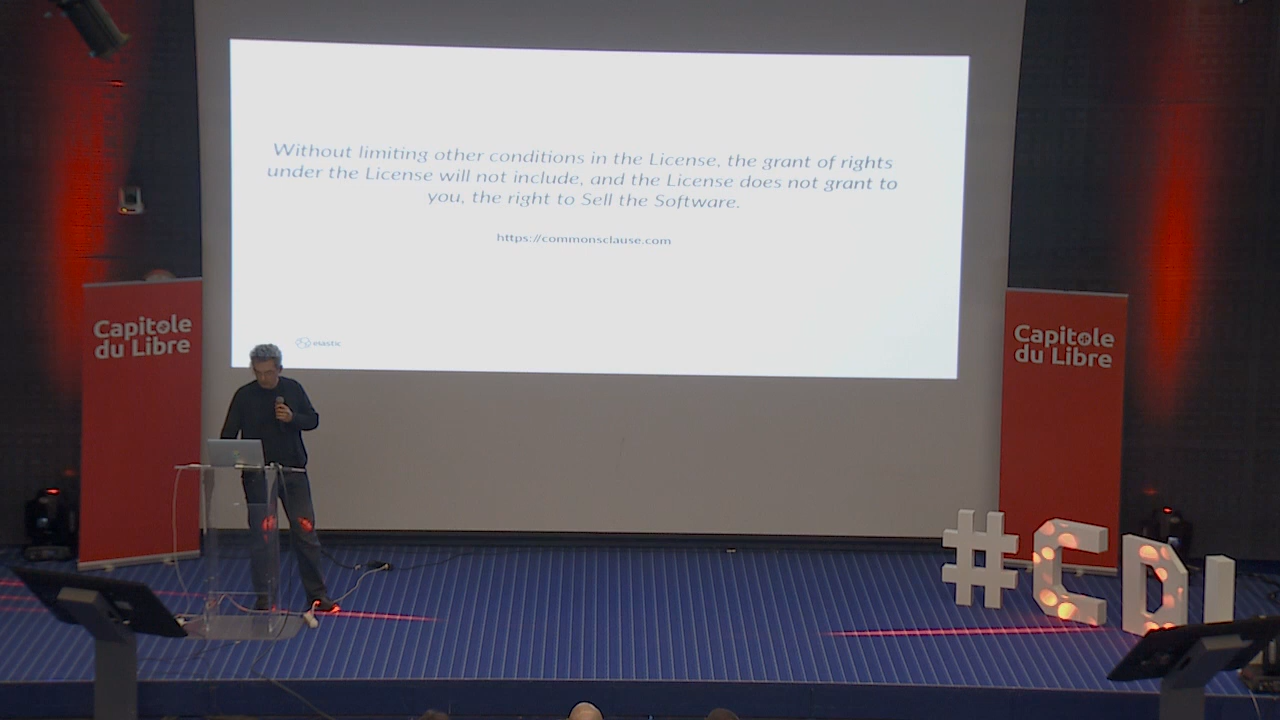 Without limiting other conditions in the License, the grant of rights
under the License will not include, and the License does not grant to
you, the right to Sell the Software.
https://commonsclause.com
elastic
Capitole
du Libre
Capitole
du Libre
#CDL